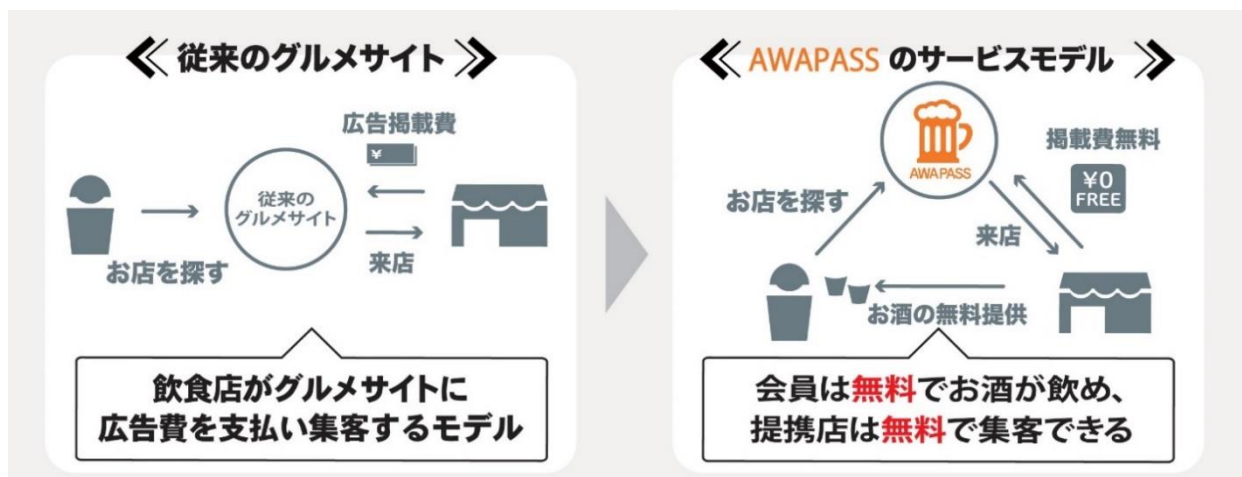 ≪ 従来のグルメサイト ≫
広告掲載費
¥
従来の
グルメサイト
お店を探す
来店
飲食店がグルメサイトに
広告費を支払い集客するモデル
≪ AWAPASS のサービスモデル ≫
AWAPASS
掲載費無料
¥0
FREE
お店を探す
来店
お酒の無料提供
会員は無料でお酒が飲め、
提携店は無料で集客できる